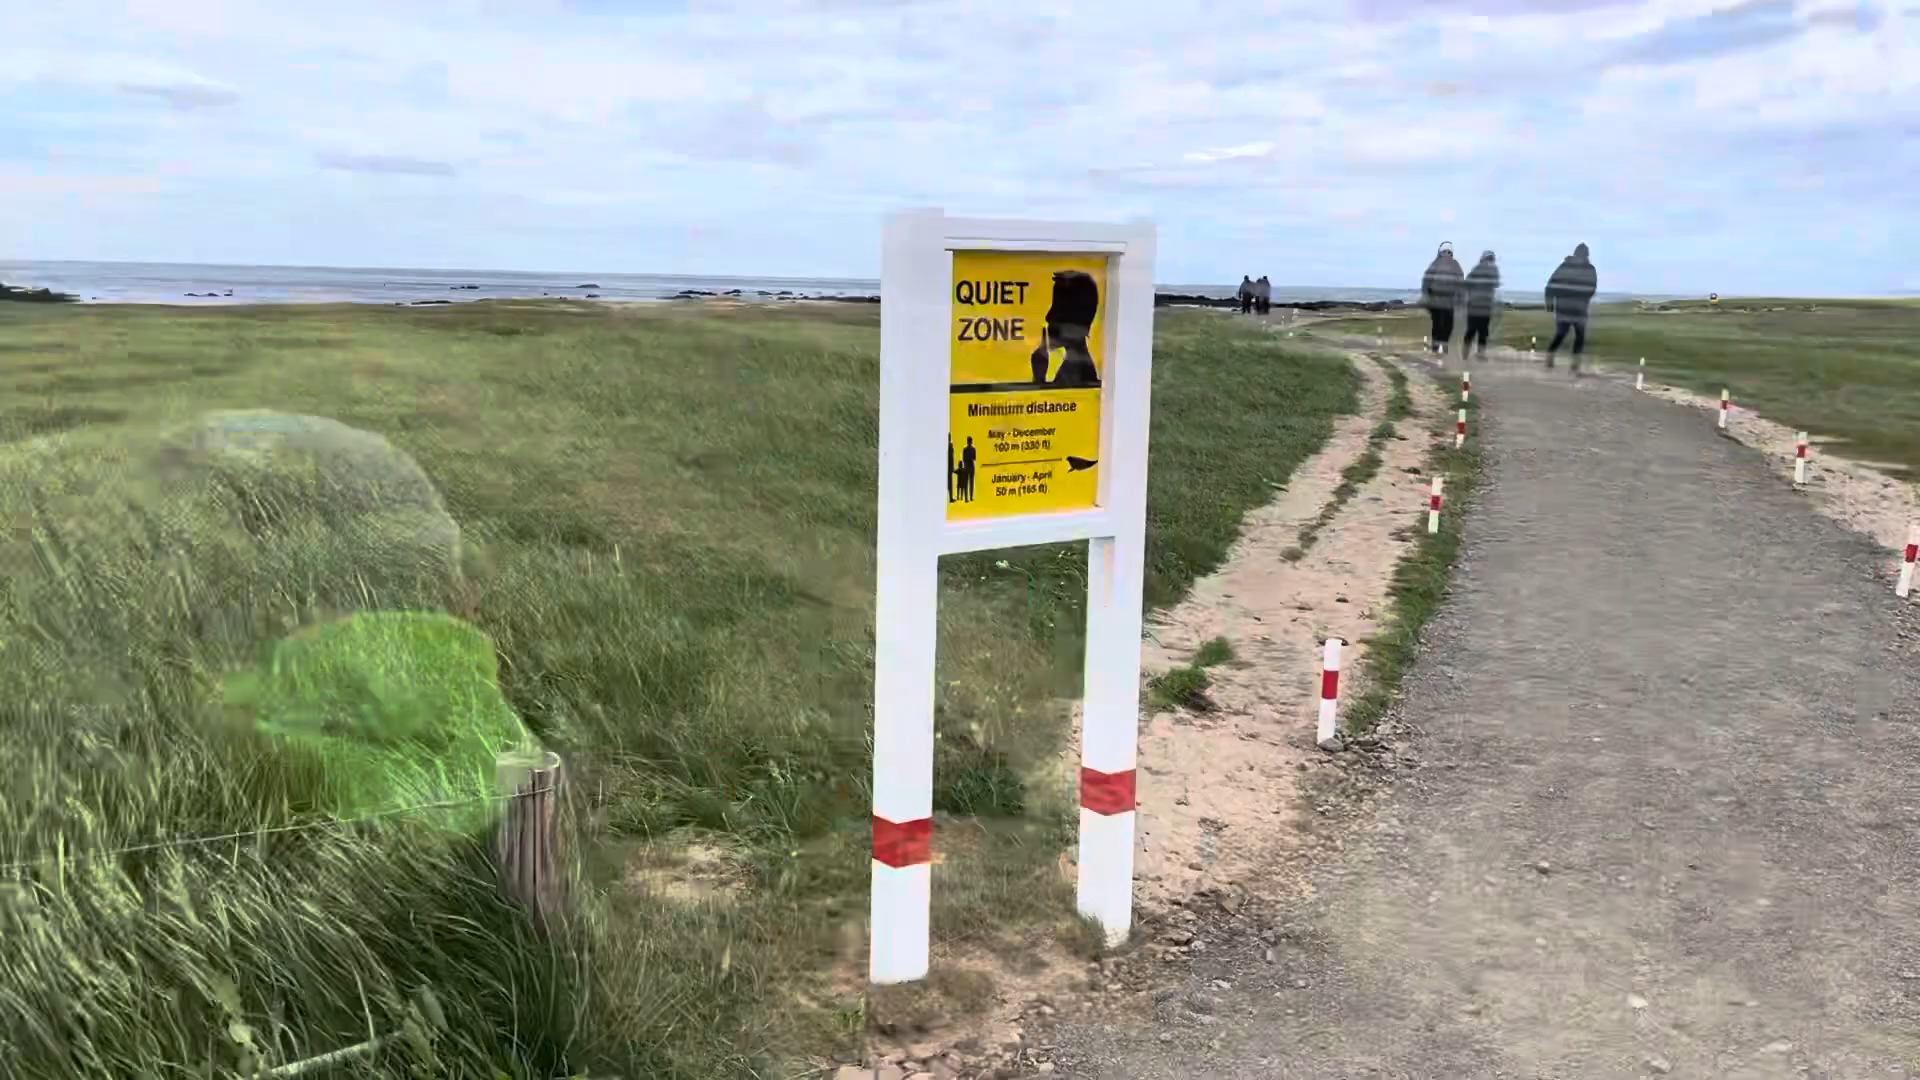 QUIET
ZONE
Minimum distance
May - December
100 m (330 ft)
January - April
50 m (165 ft)